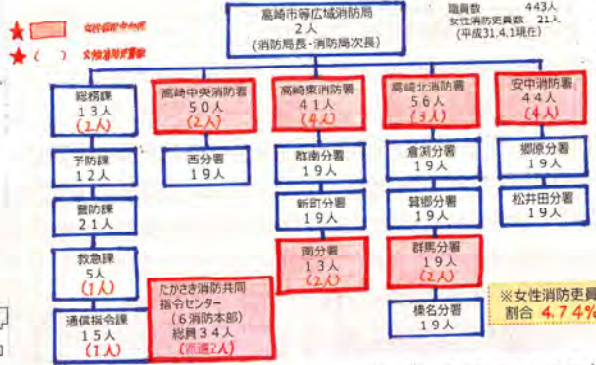 高崎市等広域消防局
2人
(消防局長・消防局次長)
職員数 443人
女性消防吏員数 21人
(平成31.4.1現在)
★
★ ( )
総務課
13人
(2人)
予防課
12人
警防課
21人
救急課
5人
(1人)
通信指令課
15人
(1人)
高崎中央消防署
50人
(2人)
西分署
19人
たかさき消防共同
指令センター
(6消防本部)
総員34人
(派遣2人)
高崎東消防署
41人
(4人)
群南分署
19人
新町分署
19人
南分署
13人
(2人)
高崎北消防署
56人
(3人)
倉渕分署
19人
箕郷分署
19人
群馬分署
19人
(2人)
榛名分署
19人
安中消防署
44人
(4人)
郷原分署
19人
松井田分署
19人
※女性消防吏員
割合 4.74%